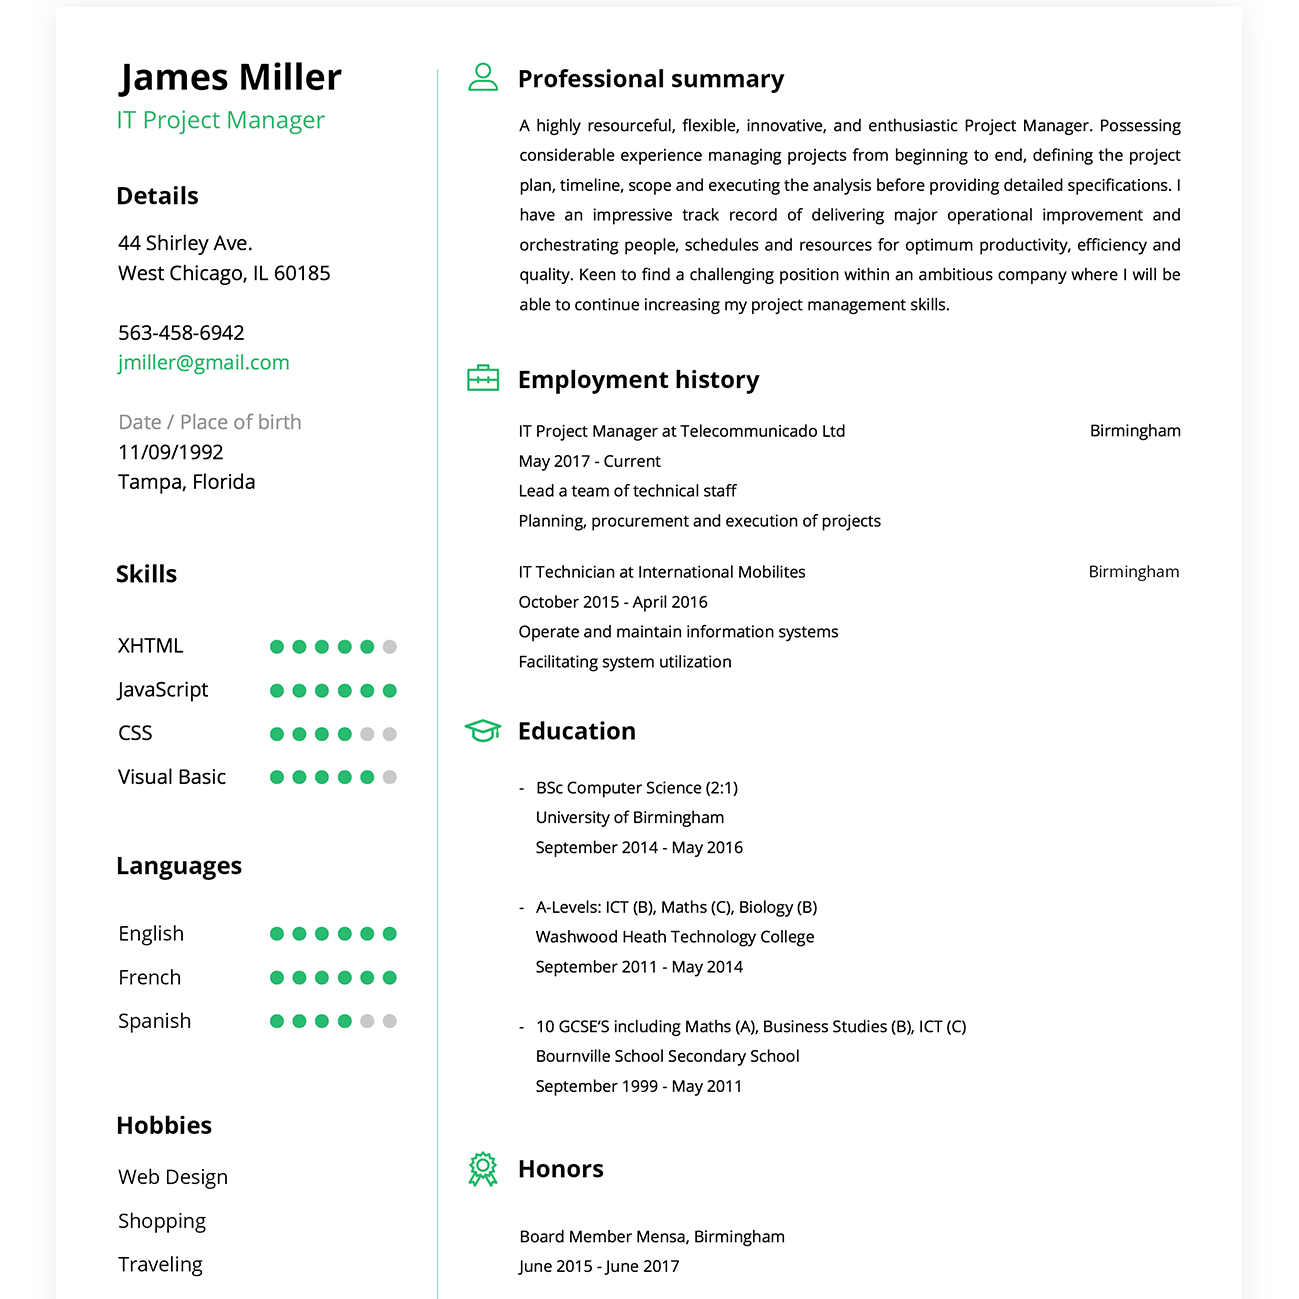 James Miller
IT Project Manager
Details
44 Shirley Ave.
West Chicago, IL 60185
563-458-6942
jmiller@gmail.com
Date / Place of birth
11/09/1992
Tampa, Florida
Skills
XHTML
JavaScript
CSS
Visual Basic
Languages
English
French
Spanish
Hobbies
Web Design
Shopping
Traveling
Professional summary
A highly resourceful, flexible, innovative, and enthusiastic Project Manager. Possessing
considerable experience managing projects from beginning to end, defining the project
plan, timeline, scope and executing the analysis before providing detailed specifications. I
have an impressive track record of delivering major operational improvement and
orchestrating people, schedules and resources for optimum productivity, efficiency and
quality. Keen to find a challenging position within an ambitious company where I will be
able to continue increasing my project management skills.
Employment history
IT Project Manager at Telecommunicado Ltd Birmingham
May 2017 - Current
Lead a team of technical staff
Planning, procurement and execution of projects
IT Technician at International Mobilites Birmingham
October 2015 - April 2016
Operate and maintain information systems
Facilitating system utilization
Education
- BSc Computer Science (2:1)
University of Birmingham
September 2014 - May 2016
- A-Levels: ICT (B), Maths (C), Biology (B)
Washwood Heath Technology College
September 2011 - May 2014
- 10 GCSE’S including Maths (A), Business Studies (B), ICT (C)
Bournville School Secondary School
September 1999 - May 2011
Honors
Board Member Mensa, Birmingham
June 2015 - June 2017